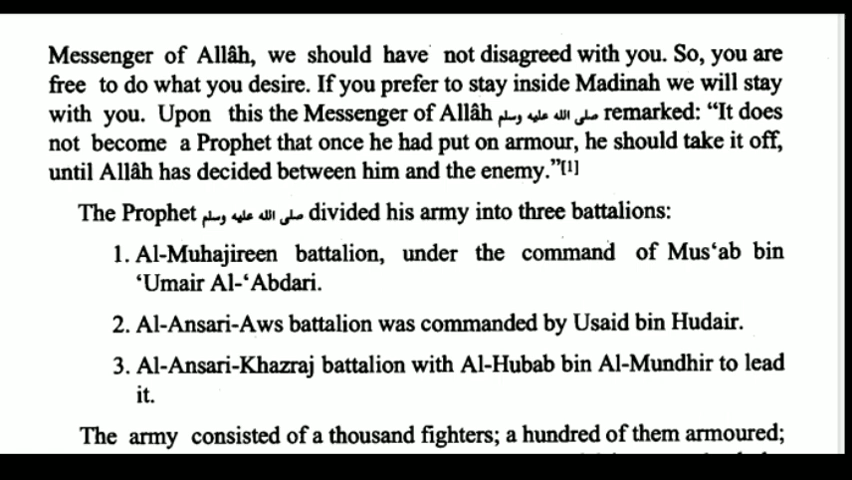 Messenger of Allâh, we should have not disagreed with you. So, you are
free to do what you desire. If you prefer to stay inside Madinah we will stay
with you. Upon this the Messenger of Allâh صلى الله عليه وسلم remarked: “It does
not become a Prophet that once he had put on armour, he should take it off,
until Allâh has decided between him and the enemy.”[1]
The Prophet صلى الله عليه وسلم divided his army into three battalions:
1. Al-Muhajireen battalion, under the command of Mus‘ab bin
‘Umair Al-‘Abdari.
2. Al-Ansari-Aws battalion was commanded by Usaid bin Hudair.
3. Al-Ansari-Khazraj battalion with Al-Hubab bin Al-Mundhir to lead
it.
The army consisted of a thousand fighters; a hundred of them armoured;